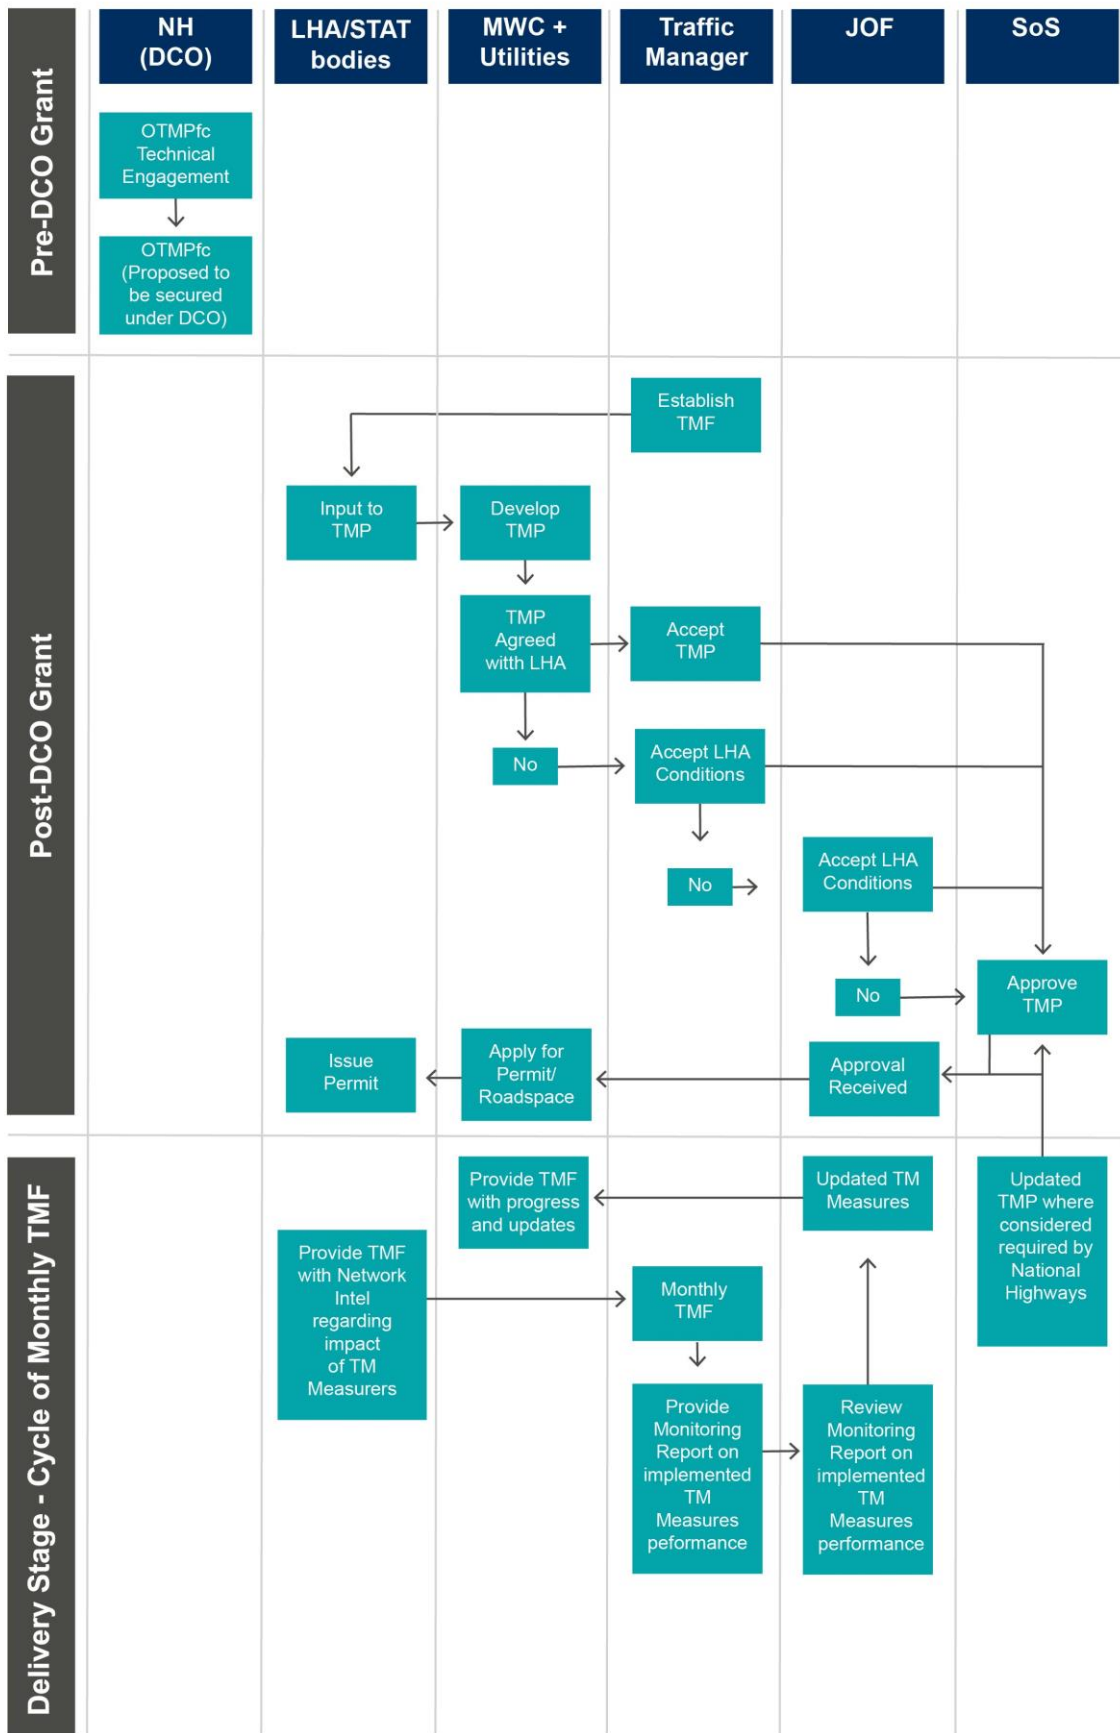 NH
(DCO)
LHA/STAT
bodies
MWC +
Utilities
Traffic
Manager
JOF
SoS
Pre-DCO Grant
OTMPfc
Technical
Engagement
OTMPfc
(Proposed to
be secured
under DCO)
Post-DCO Grant
Establish
TMF
Input to
TMP
Develop
TMP
TMP
Agreed
witth LHA
Accept
TMP
No
Accept LHA
Conditions
No
Accept LHA
Conditions
No
Approve
TMP
Issue
Permit
Apply for
Permit/
Roadspace
Approval
Received
Delivery Stage - Cycle of Monthly TMF
Provide TMF
with progress
and updates
Updated TM
Measures
Updated
TMP where
considered
required by
National
Highways
Provide TMF
with Network
Intel
regarding
impact
of TM
Measurers
Monthly
TMF
Provide
Monitoring
Report on
implemented
TM
Measures
peformance
Review
Monitoring
Report on
implemented
TM
Measures
performance